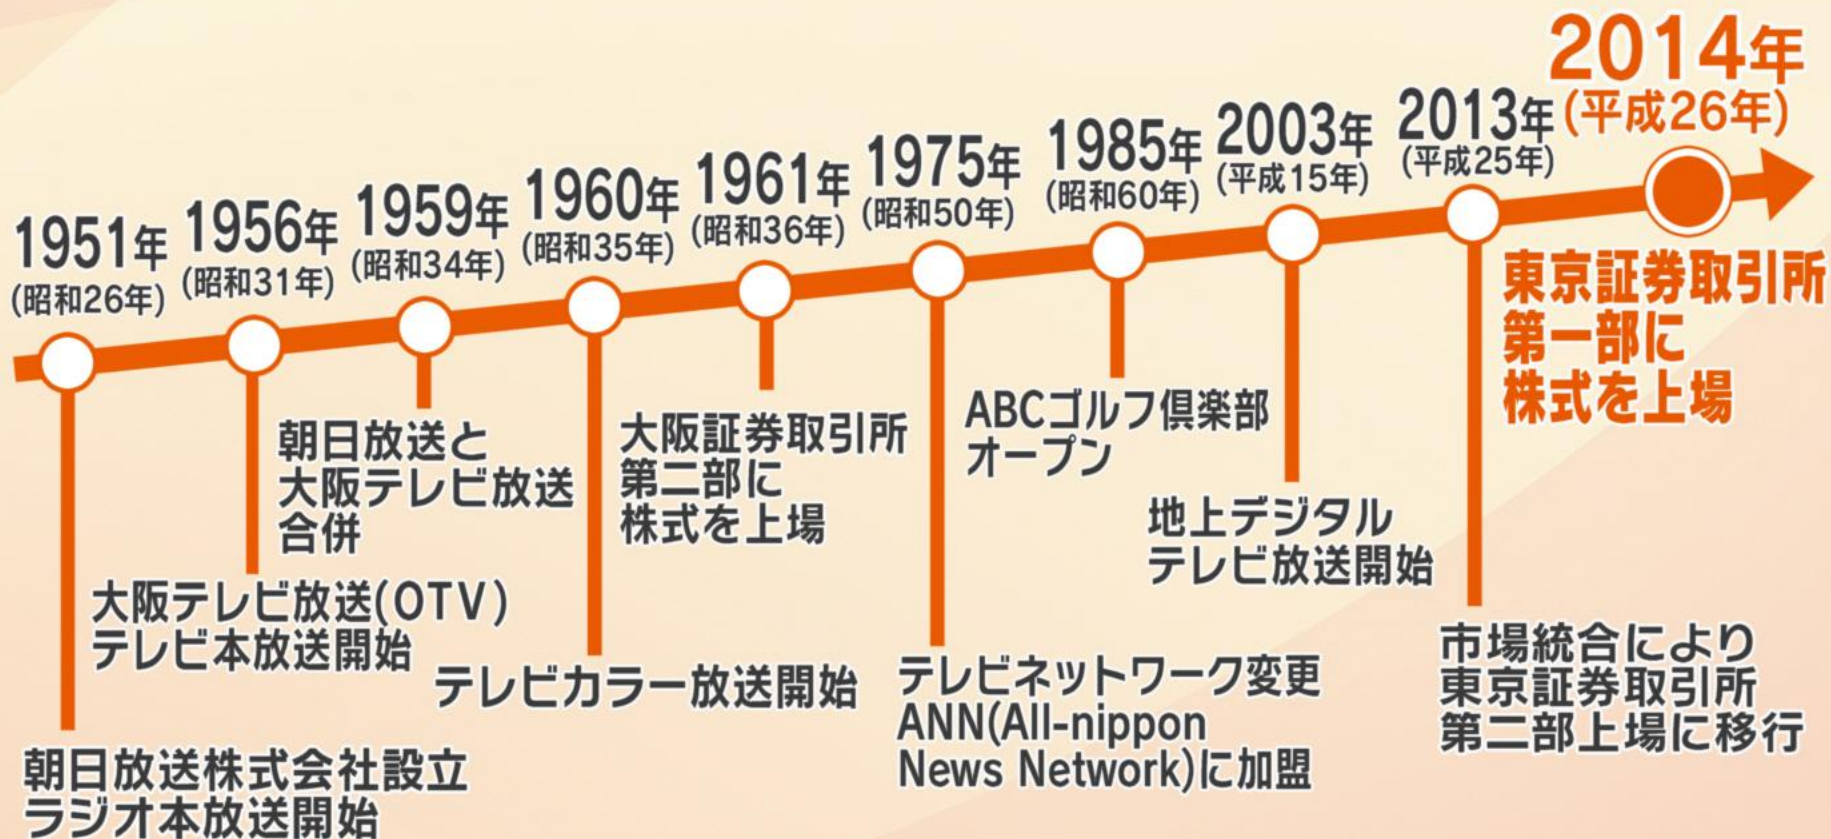 1951年
(昭和26年)
朝日放送株式会社設立
ラジオ本放送開始
1956年
(昭和31年)
大阪テレビ放送(OTV)
テレビ本放送開始
1959年
(昭和34年)
朝日放送と
大阪テレビ放送
合併
1960年
(昭和35年)
テレビカラー放送開始
1961年
(昭和36年)
大阪証券取引所
第二部に
株式を上場
1975年
(昭和50年)
テレビネットワーク変更
ANN(All-nippon
News Network)に加盟
1985年
(昭和60年)
ABCゴルフ倶楽部
オープン
2003年
(平成15年)
地上デジタル
テレビ放送開始
2013年
(平成25年)
市場統合により
東京証券取引所
第二部上場に移行
2014年
(平成26年)
東京証券取引所
第一部に
株式を上場